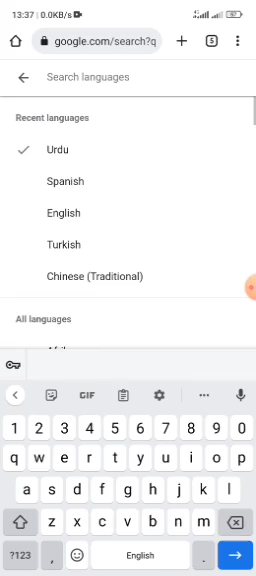 13:37 | 0.0KB/s
google.com/search?q
5
Search languages
Recent languages
Urdu
Spanish
English
Turkish
Chinese (Traditional)
All languages
GIF
1 2 3 4 5 6 7 8 9 0
q w e r t y u i o p
a s d f g h j k l
z x c v b n m
?123 , English .